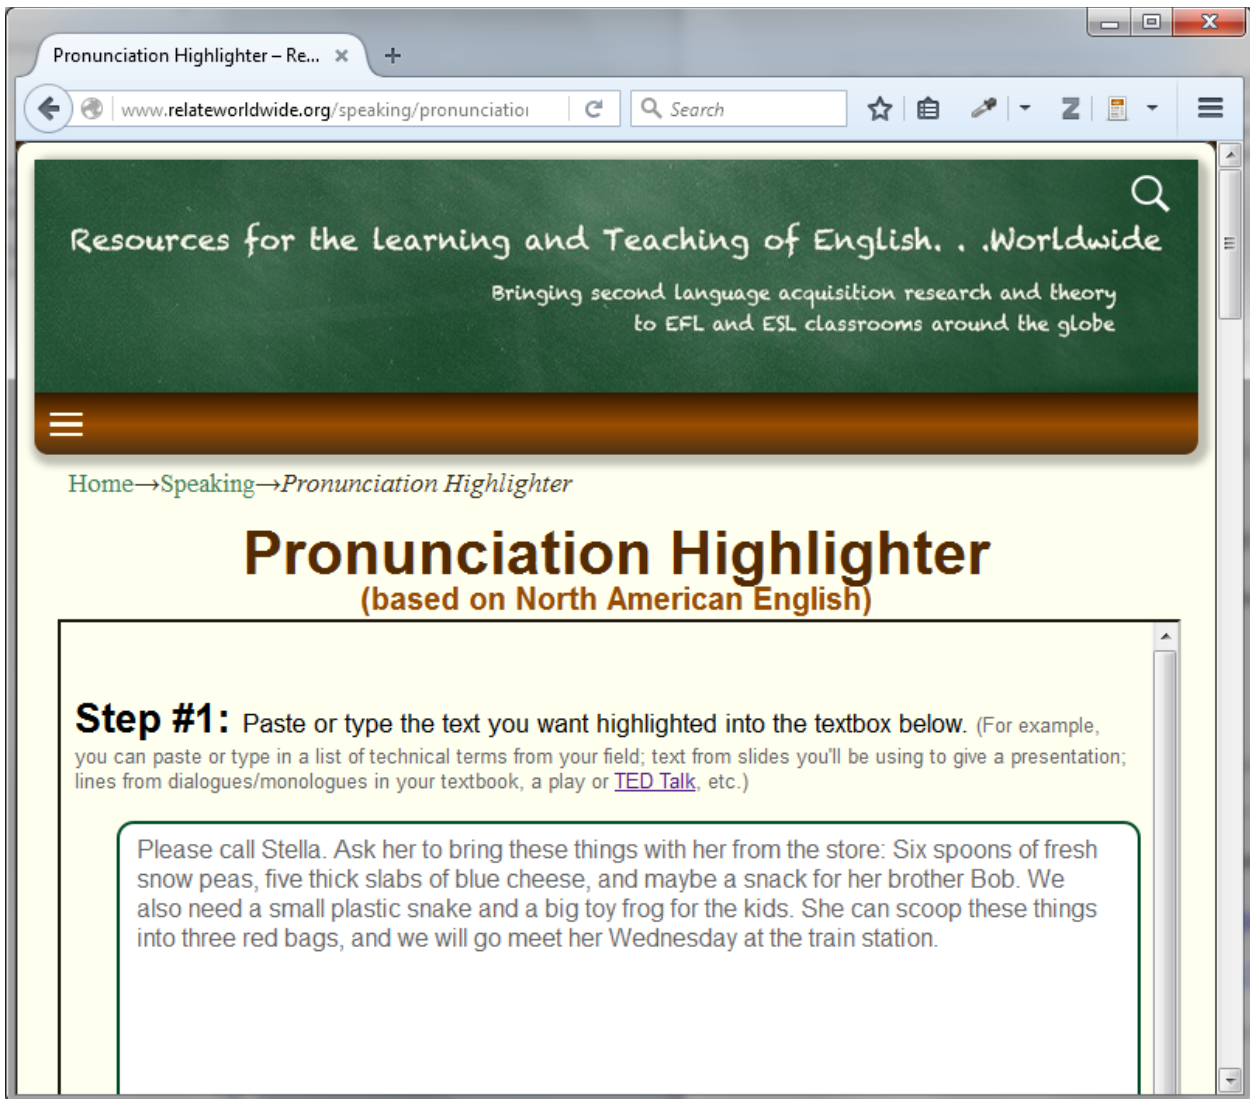 Pronunciation Highlighter – Re...
www.relateworldwide.org/speaking/pronunciation
Search
Resources for the Learning and Teaching of English. . .Worldwide
Bringing second language acquisition research and theory
to EFL and ESL classrooms around the globe
Home→Speaking→Pronunciation Highlighter
Pronunciation Highlighter
(based on North American English)
Step #1: Paste or type the text you want highlighted into the textbox below. (For example,
you can paste or type in a list of technical terms from your field; text from slides you'll be using to give a presentation;
lines from dialogues/monologues in your textbook, a play or TED Talk, etc.)
Please call Stella. Ask her to bring these things with her from the store: Six spoons of fresh
snow peas, five thick slabs of blue cheese, and maybe a snack for her brother Bob. We
also need a small plastic snake and a big toy frog for the kids. She can scoop these things
into three red bags, and we will go meet her Wednesday at the train station.